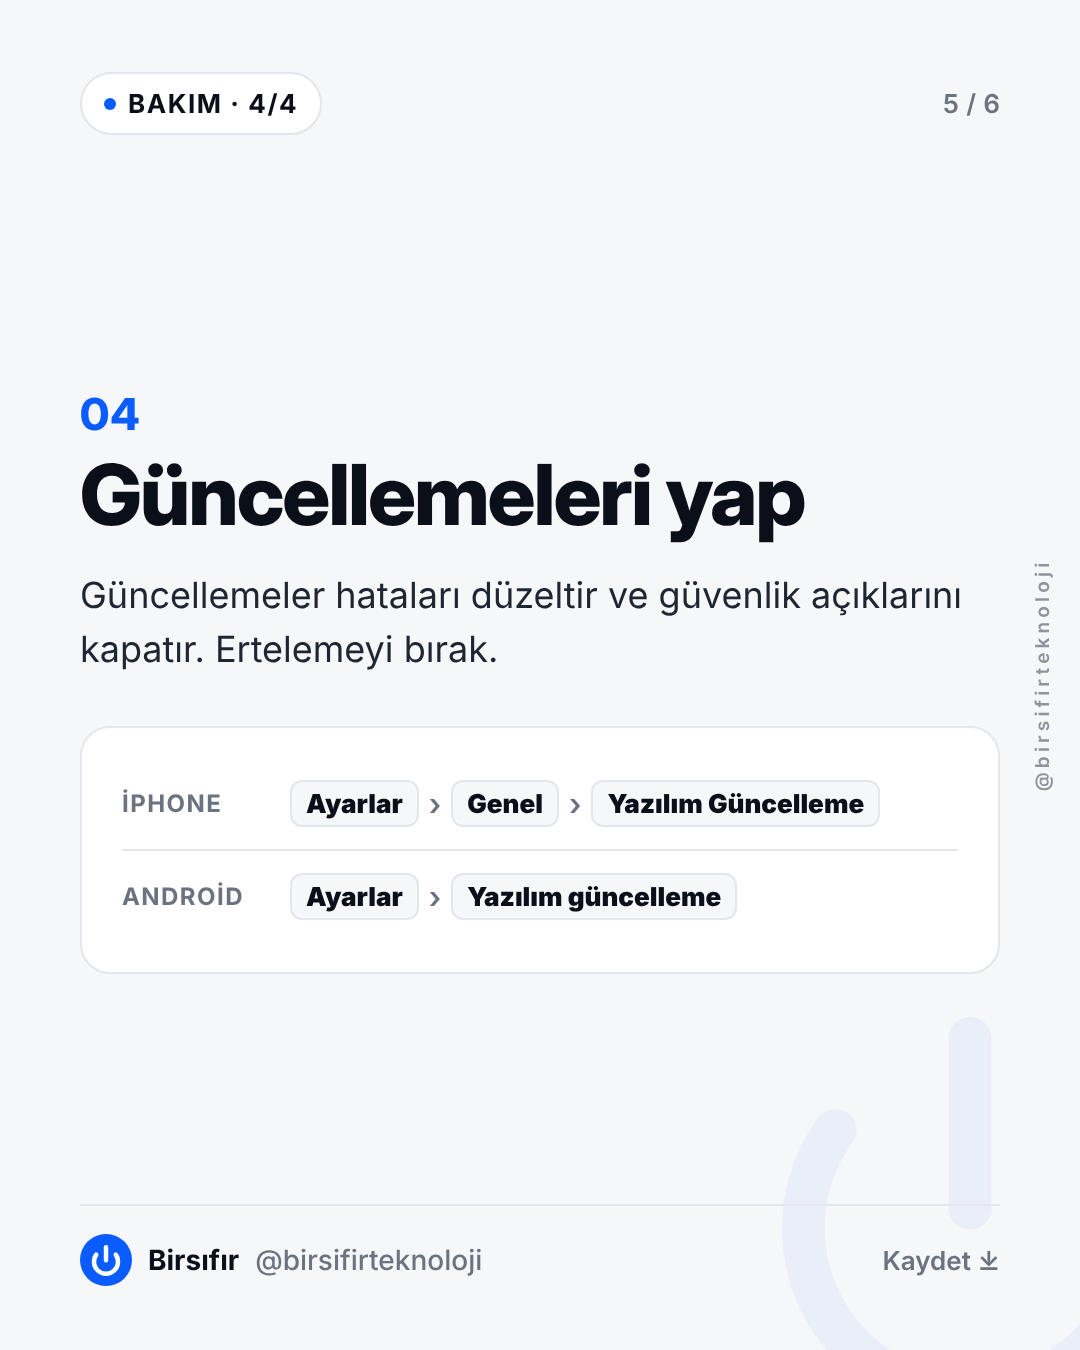 BAKIM · 4/4
5 / 6
04
Güncellemeleri yap
Güncellemeler hataları düzeltir ve güvenlik açıklarını
kapatır. Ertelemeyi bırak.
İPHONE Ayarlar › Genel › Yazılım Güncelleme
ANDROİD Ayarlar › Yazılım güncelleme
@birsifirteknoloji
Birsıfır @birsifirteknoloji
Kaydet